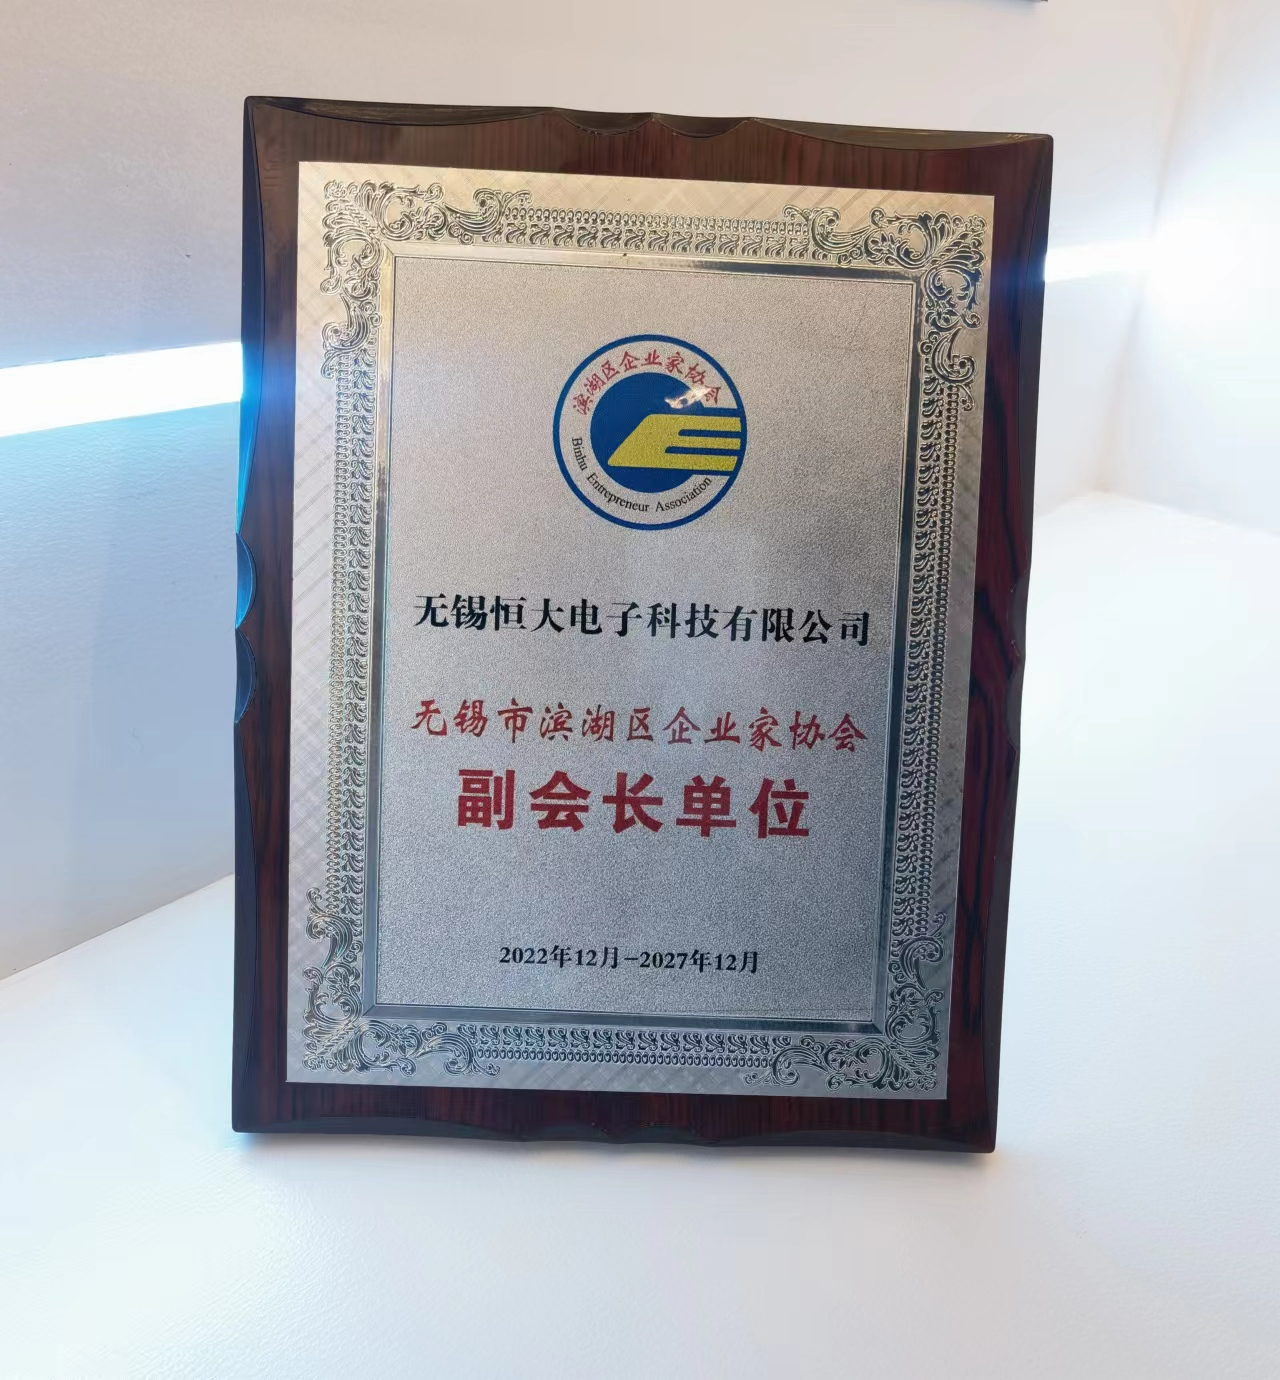 滨湖区企业家协会
Binhu Entrepreneur Association
无锡恒大电子科技有限公司
无锡市滨湖区企业家协会
副会长单位
2022年12月-2027年12月